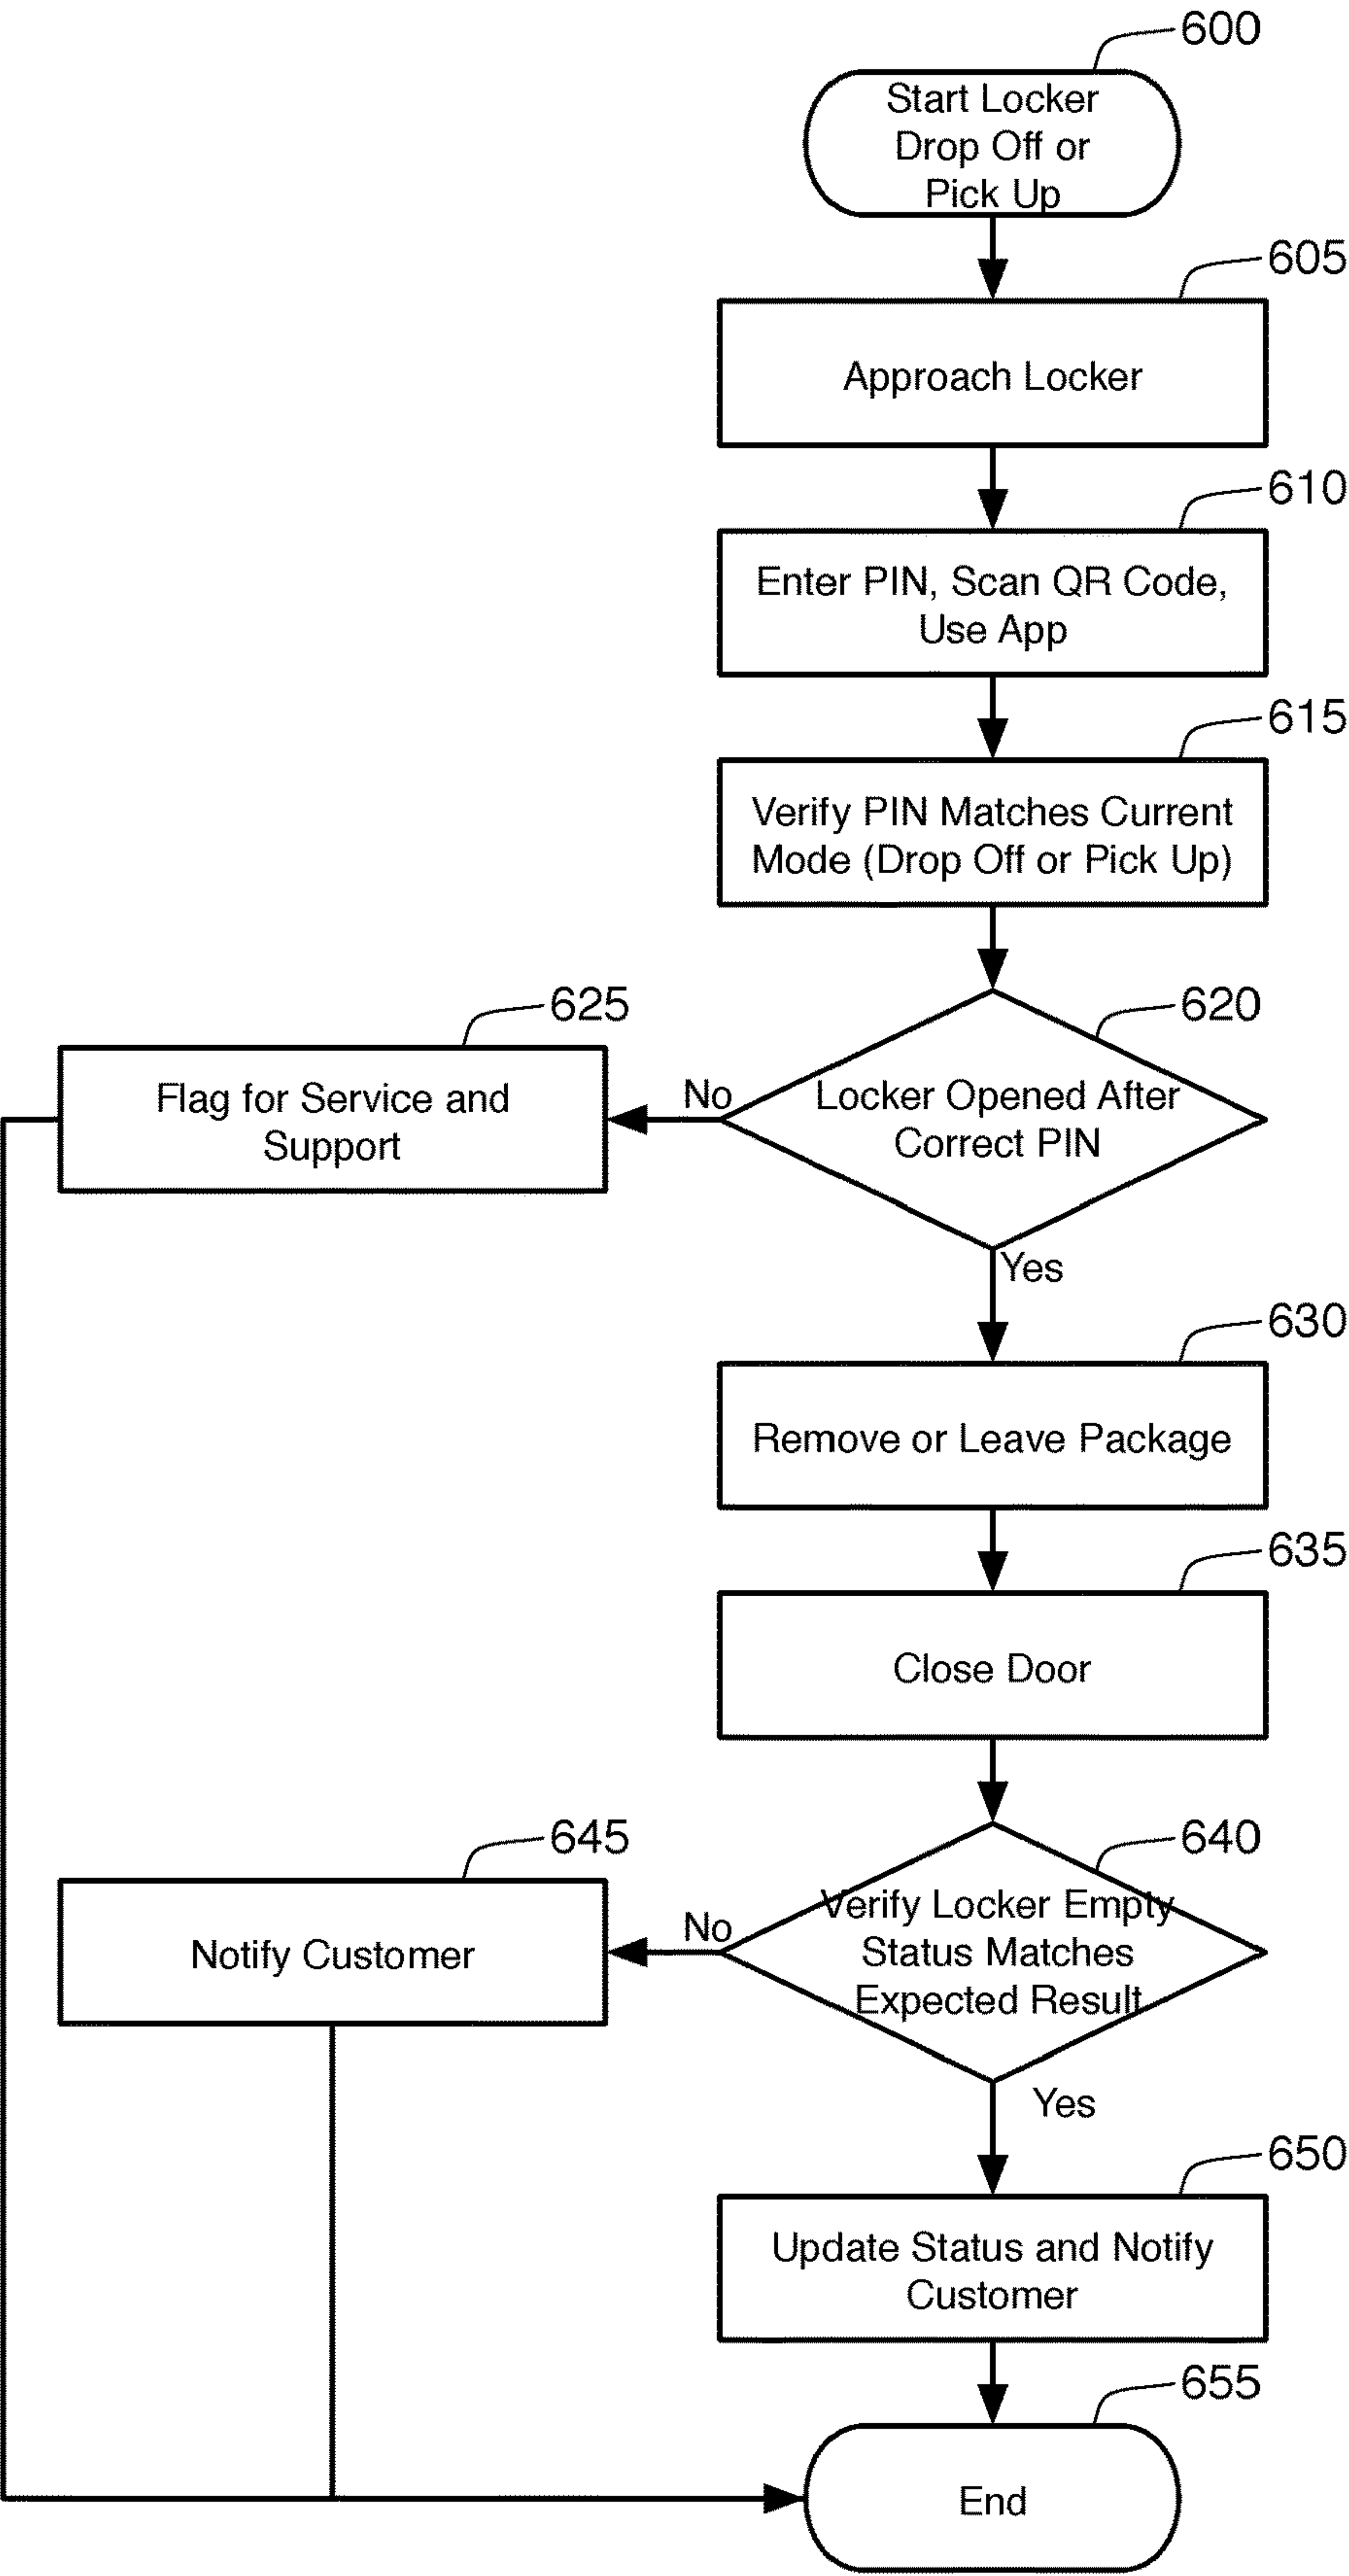 600
Start Locker
Drop Off or
Pick Up
605
Approach Locker
610
Enter PIN, Scan QR Code,
Use App
615
Verify PIN Matches Current
Mode (Drop Off or Pick Up)
620
Locker Opened After
Correct PIN
No
625
Flag for Service and
Support
Yes
630
Remove or Leave Package
635
Close Door
640
Verify Locker Empty
Status Matches
Expected Result
No
645
Notify Customer
Yes
650
Update Status and Notify
Customer
655
End